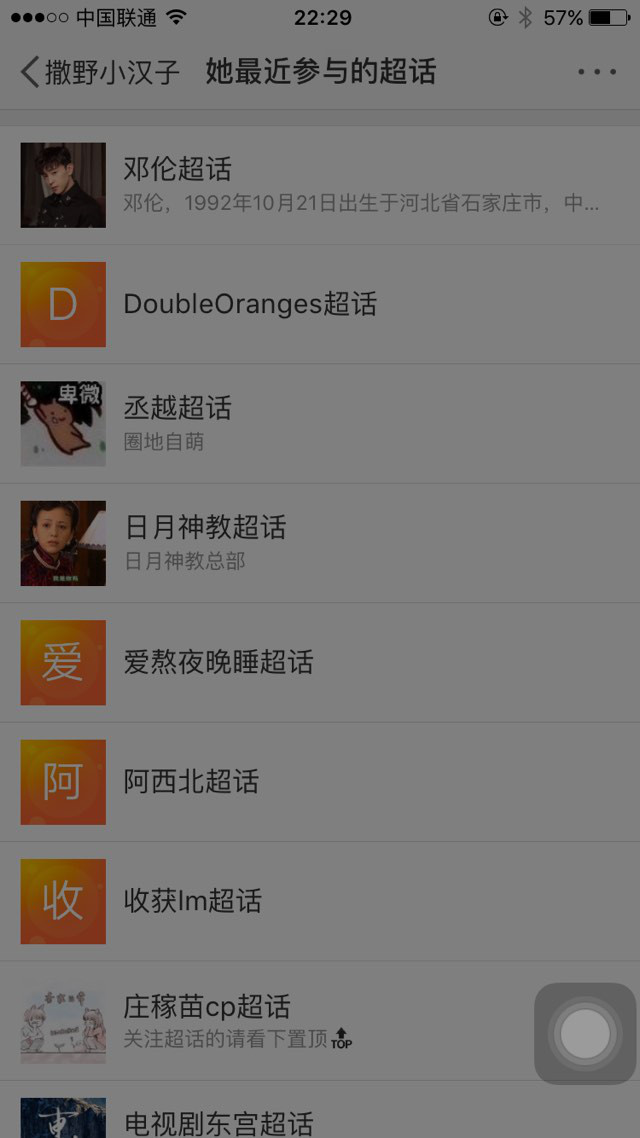 中国联通 22:29 57%
撒野小汉子 她最近参与的超话
邓伦超话
邓伦，1992年10月21日出生于河北省石家庄市，中...
D
DoubleOranges超话
卑微
丞越超话
圈地自萌
日月神教超话
日月神教总部
爱
爱熬夜晚睡超话
阿
阿西北超话
收
收获lm超话
庄稼苗cp超话
关注超话的请看下置顶TOP
东
电视剧东宫超话